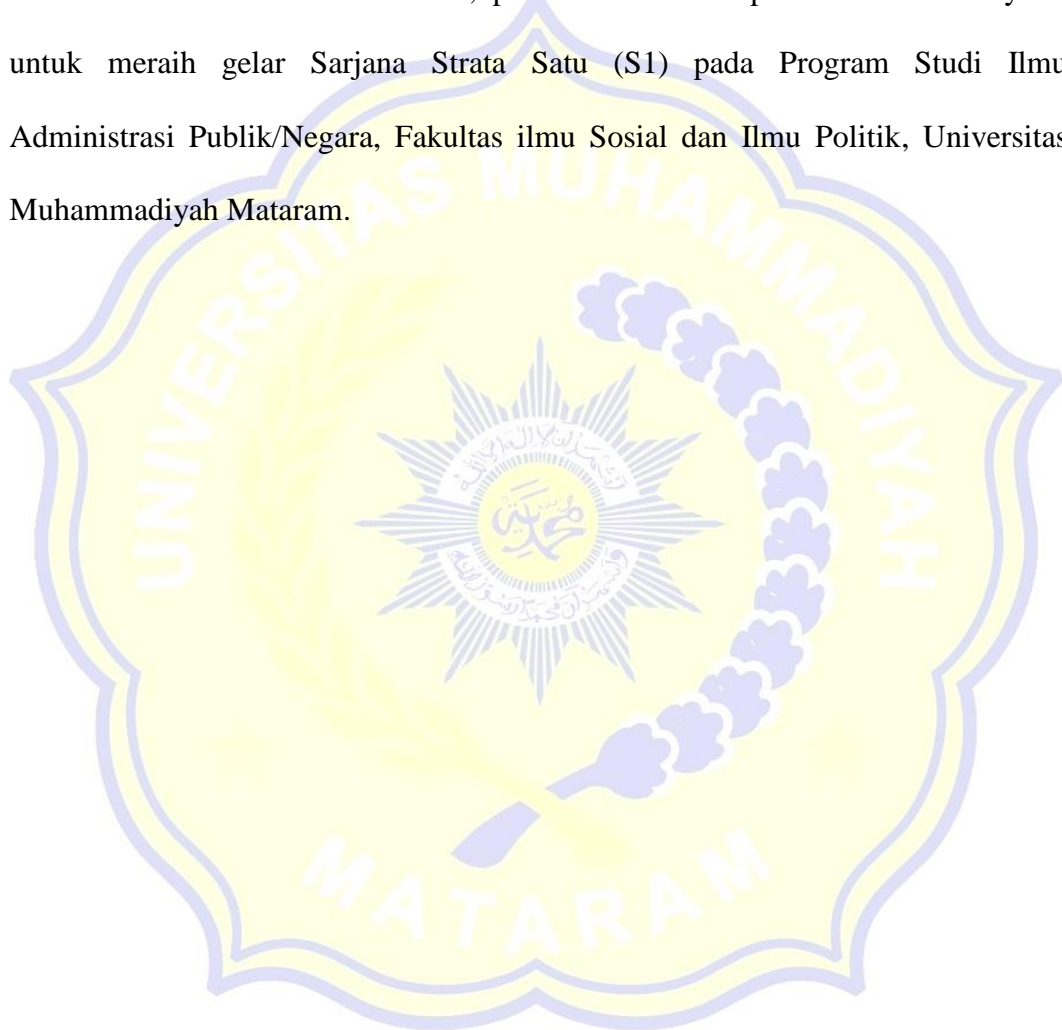 untuk meraih gelar Sarjana Strata Satu (S1) pada Program Studi Ilmu
Administrasi Publik/Negara, Fakultas ilmu Sosial dan Ilmu Politik, Universitas
Muhammadiyah Mataram.
UNIVERSITAS MUHAMMADIYAH
MATARAM